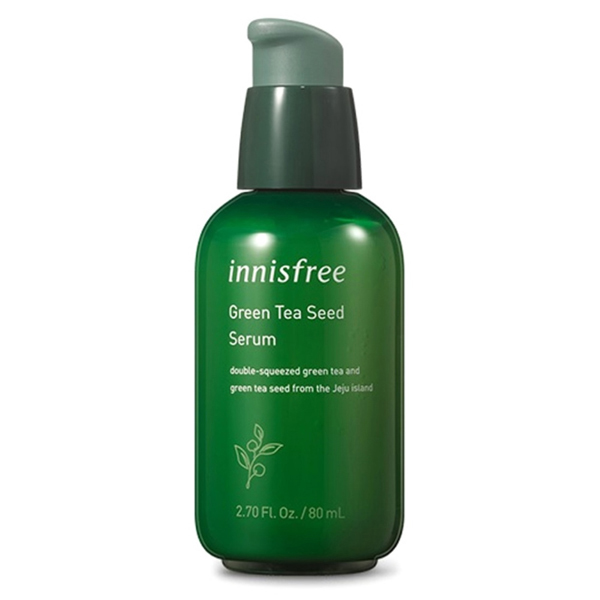 innisfree
Green Tea Seed
Serum
double-squeezed green tea and
green tea seed from the Jeju island
2.70 Fl. Oz. / 80 mL